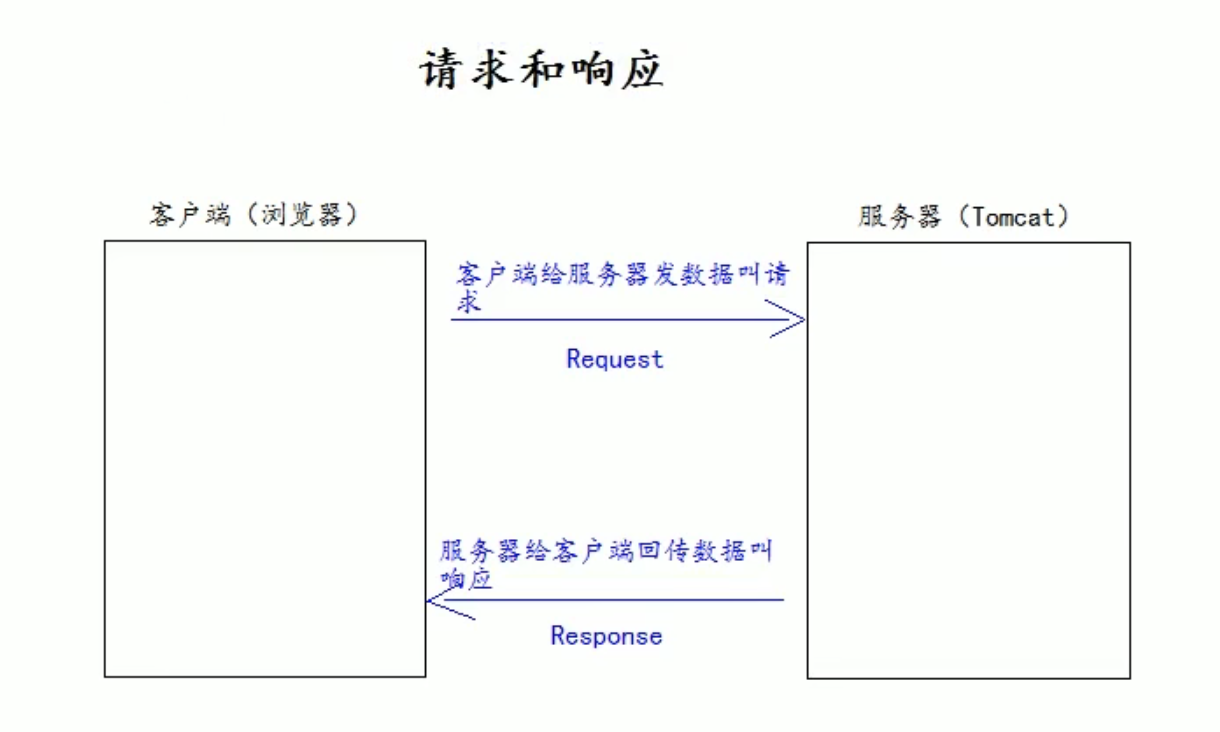 请求和响应
客户端（浏览器）
服务器（Tomcat）
客户端给服务器发数据叫请
求
Request
服务器给客户端回传数据叫
响应
Response